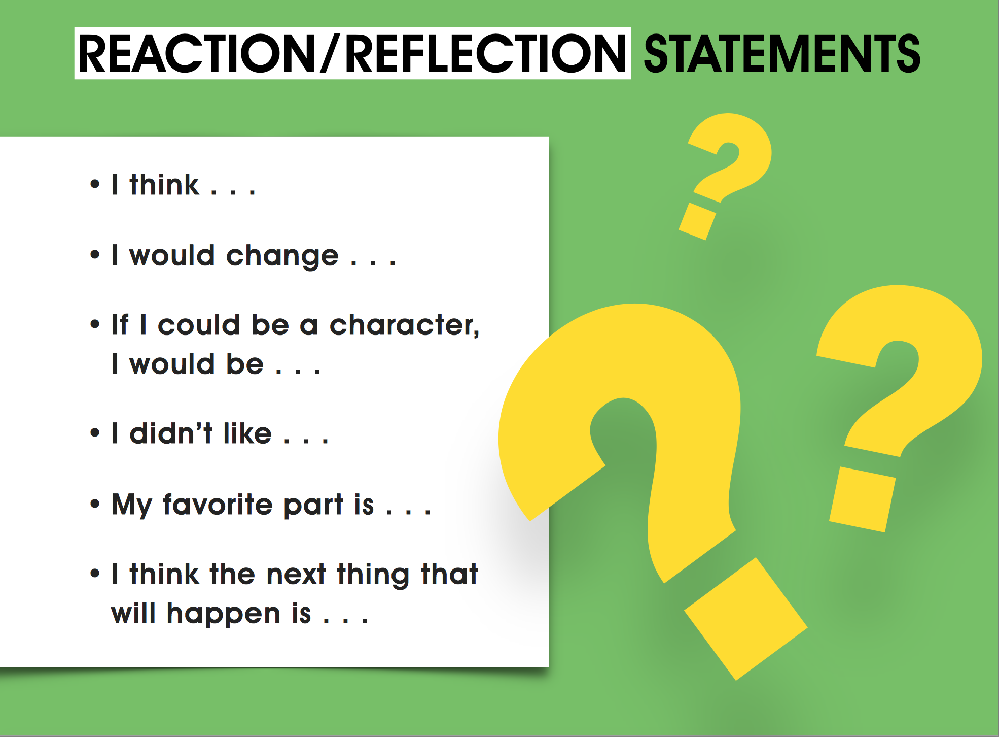 REACTION/REFLECTION STATEMENTS
• I think . . .
• I would change . . .
• If I could be a character,
I would be . . .
• I didn’t like . . .
• My favorite part is . . .
• I think the next thing that
will happen is . . .